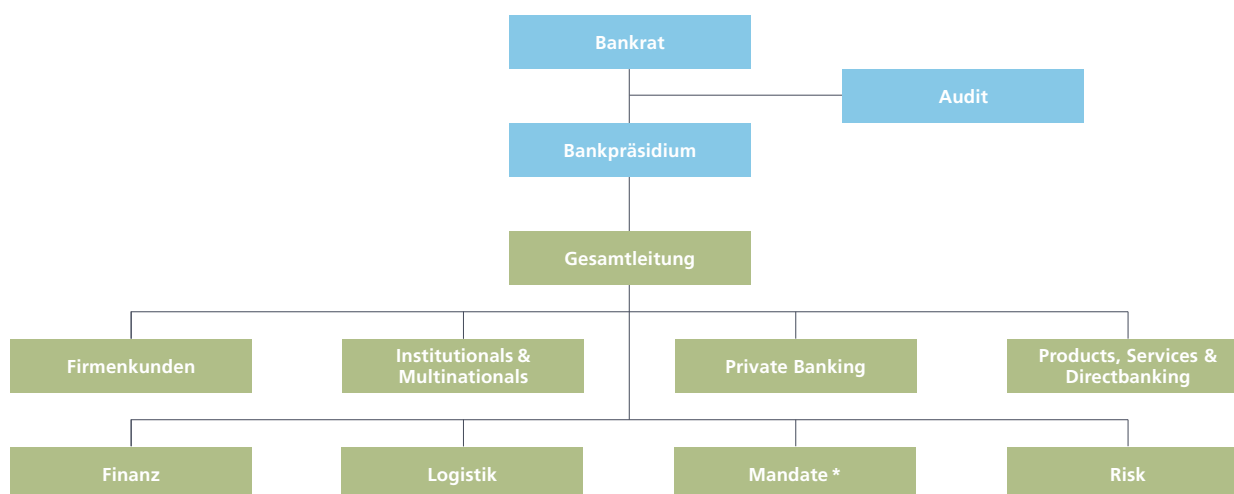 Bankrat
Audit
Bankpräsidium
Gesamtleitung
Firmenkunden
Institutionals &
Multinationals
Private Banking
Products, Services &
Directbanking
Finanz
Logistik
Mandate *
Risk